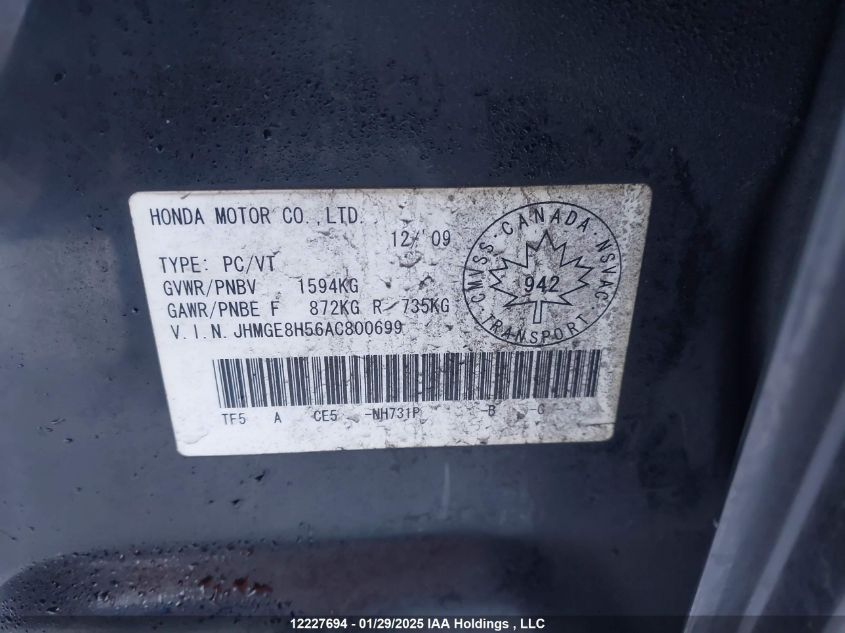 HONDA MOTOR CO.,LTD.
12/'09
TYPE: PC/VT
GVWR/PNBV 1594KG
GAWR/PNBE F 872KG R 735KG
V.I.N. JHMGE8H56AC800699
CMVSS CANADA NSVAC
942
TRANSPORT
TF5 A CE5 -NH731P -B -C
12227694 - 01/29/2025 IAA Holdings , LLC